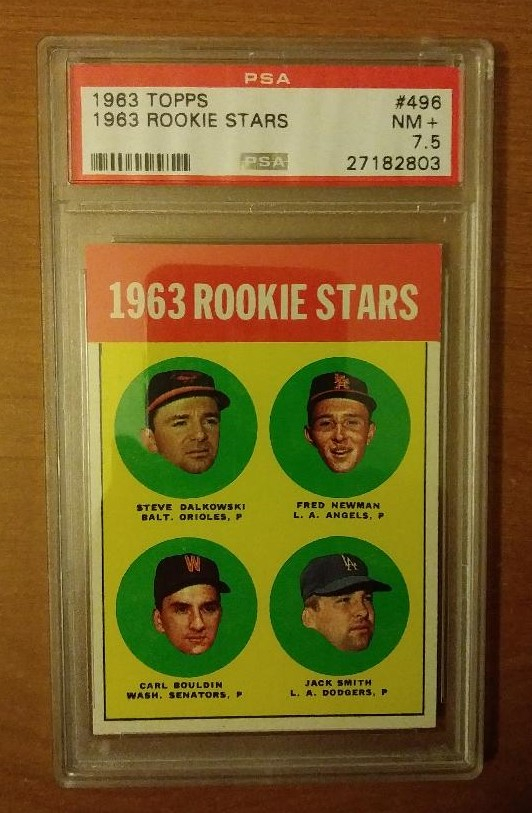 PSA
1963 TOPPS #496
1963 ROOKIE STARS NM+
7.5
PSA 27182803
1963 ROOKIE STARS
STEVE DALKOWSKI
BALT. ORIOLES, P
FRED NEWMAN
L. A. ANGELS, P
W
LA
CARL BOULDIN
WASH. SENATORS, P
JACK SMITH
L. A. DODGERS, P